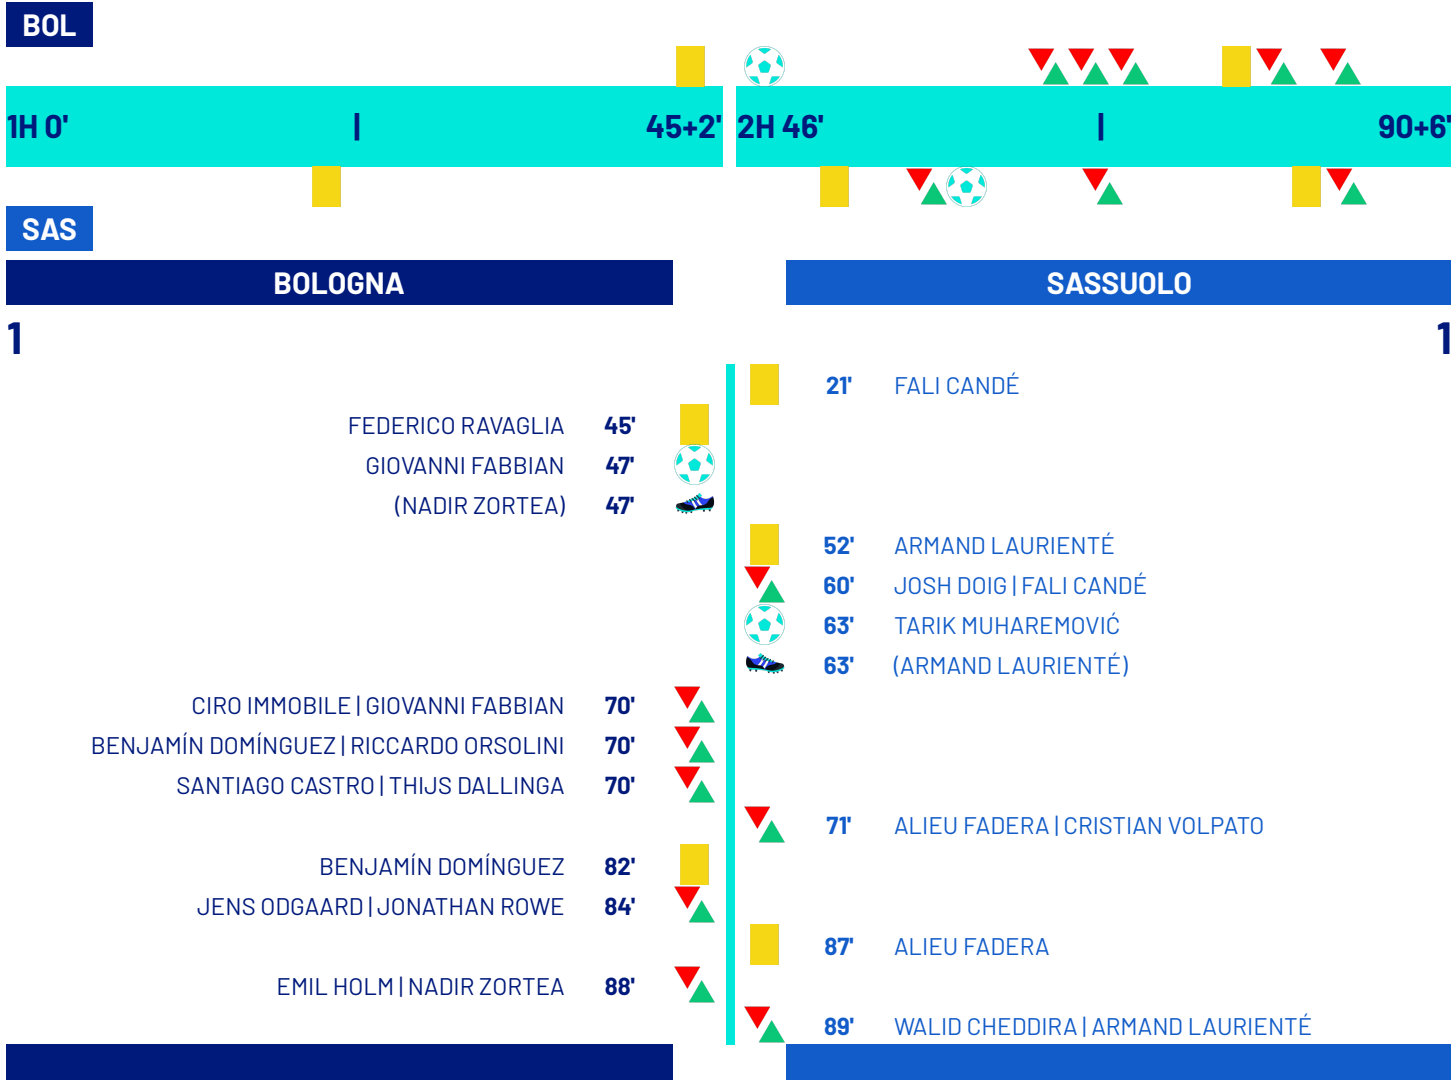 BOL
1H 0' | 45+2' 2H 46' | 90+6'
SAS
BOLOGNA SASSUOLO
1 1
21' FALI CANDÉ
FEDERICO RAVAGLIA 45'
GIOVANNI FABBIAN 47'
(NADIR ZORTEA) 47'
52' ARMAND LAURIENTÉ
60' JOSH DOIG | FALI CANDÉ
63' TARIK MUHAREMOVIĆ
63' (ARMAND LAURIENTÉ)
CIRO IMMOBILE | GIOVANNI FABBIAN 70'
BENJAMÍN DOMÍNGUEZ | RICCARDO ORSOLINI 70'
SANTIAGO CASTRO | THIJS DALLINGA 70'
71' ALIEU FADERA | CRISTIAN VOLPATO
BENJAMÍN DOMÍNGUEZ 82'
JENS ODGAARD | JONATHAN ROWE 84'
87' ALIEU FADERA
EMIL HOLM | NADIR ZORTEA 88'
89' WALID CHEDDIRA | ARMAND LAURIENTÉ